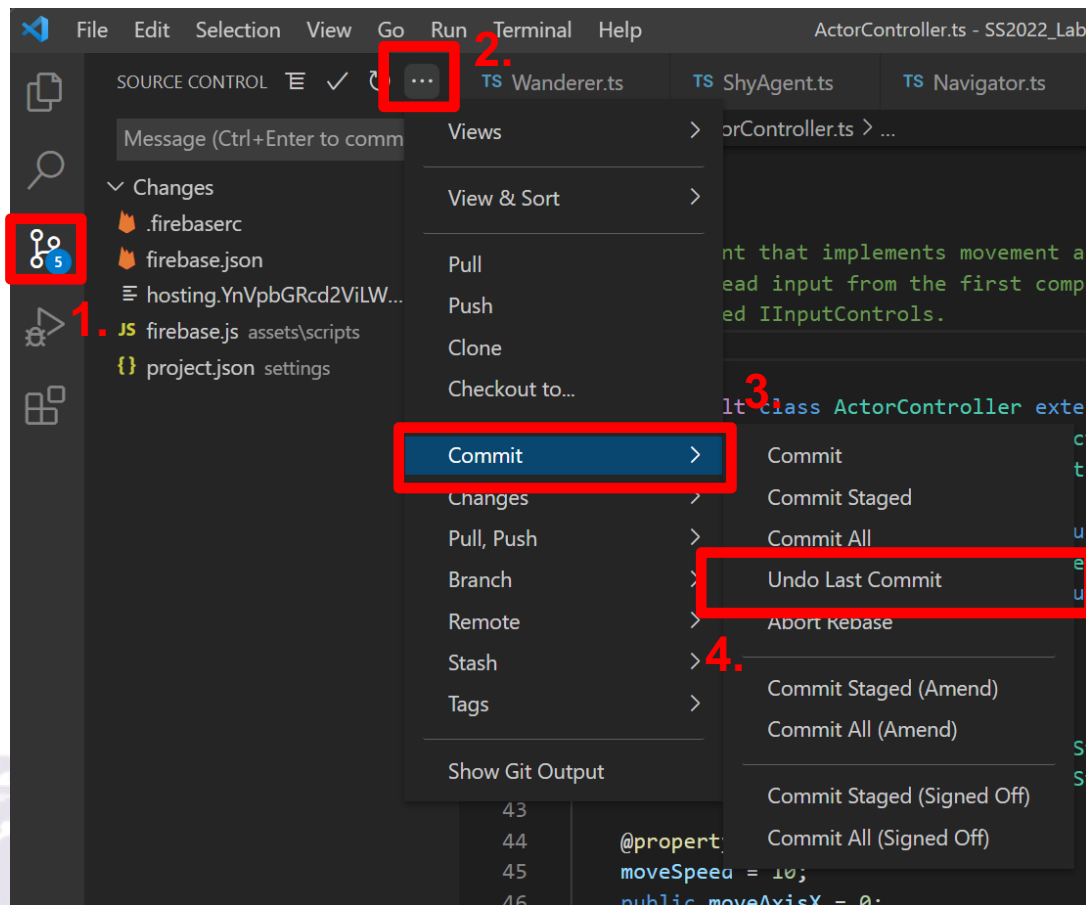 File Edit Selection View Go Run Terminal Help ActorController.ts - SS2022_Lab
2.
SOURCE CONTROL ...
TS Wanderer.ts TS ShyAgent.ts TS Navigator.ts
Message (Ctrl+Enter to comm
Changes
.firebaserc
firebase.json
hosting.YnVpbGRcd2ViLW...
JS firebase.js assets\scripts
{} project.json settings
5
1.
Views
View & Sort
Pull
Push
Clone
Checkout to...
Commit
Changes
Pull, Push
Branch
Remote
Stash
Tags
Show Git Output
orController.ts > ...
nt that implements movement a
ead input from the first comp
ed IInputControls.
3.
lt class ActorController exte
Commit
Commit Staged
Commit All
Undo Last Commit
Abort Rebase
4.
Commit Staged (Amend)
Commit All (Amend)
Commit Staged (Signed Off)
Commit All (Signed Off)
43
44 @propert
45 moveSpeed = 10;
46 public moveAxisX = 0;